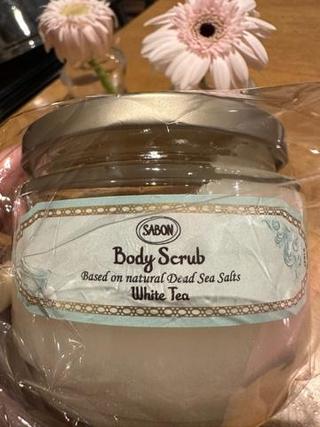 SABON
Body Scrub
Based on natural Dead Sea Salts
White Tea